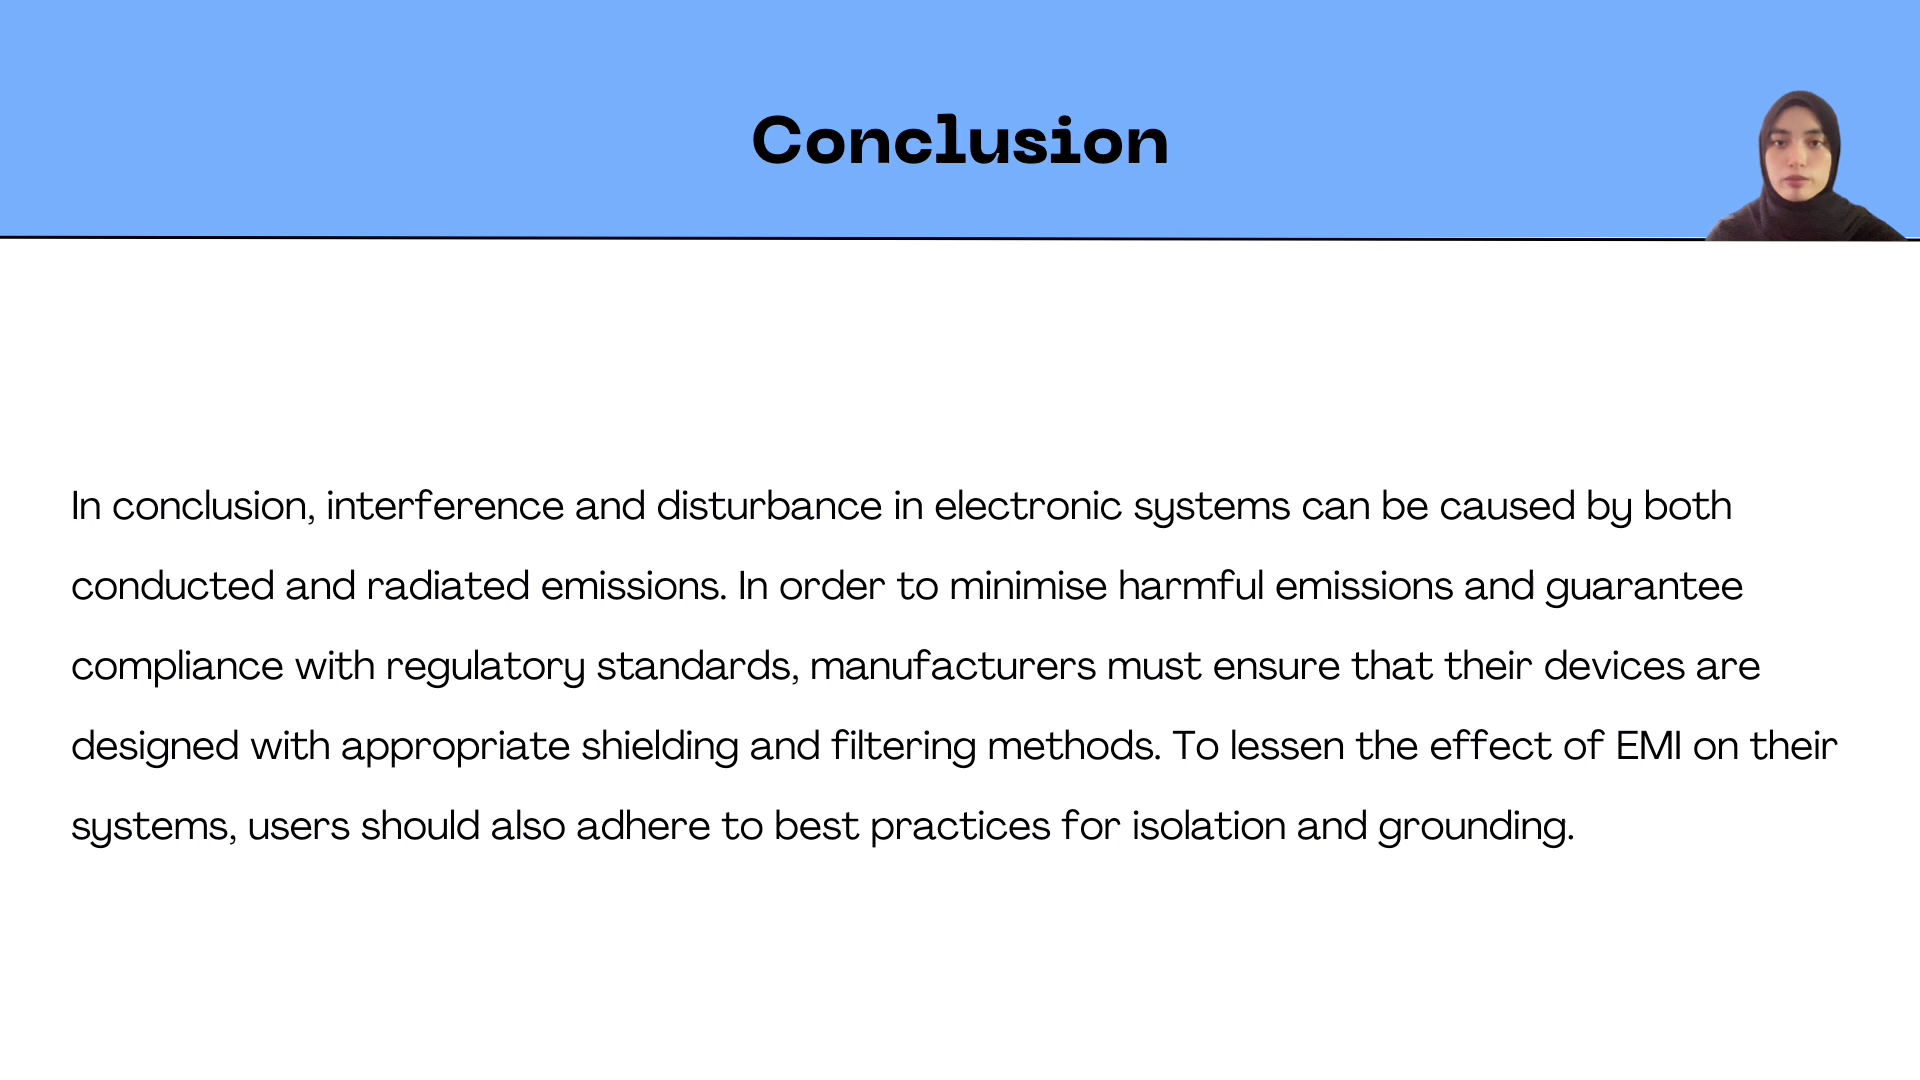 Conclusion
In conclusion, interference and disturbance in electronic systems can be caused by both
conducted and radiated emissions. In order to minimise harmful emissions and guarantee
compliance with regulatory standards, manufacturers must ensure that their devices are
designed with appropriate shielding and filtering methods. To lessen the effect of EMI on their
systems, users should also adhere to best practices for isolation and grounding.